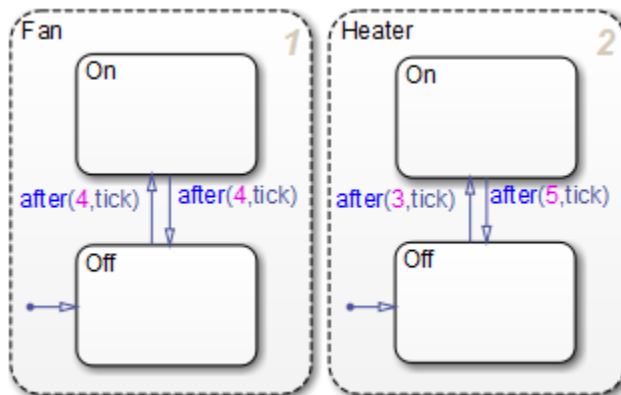 Fan 1
On
after(4,tick) after(4,tick)
Off
Heater 2
On
after(3,tick) after(5,tick)
Off